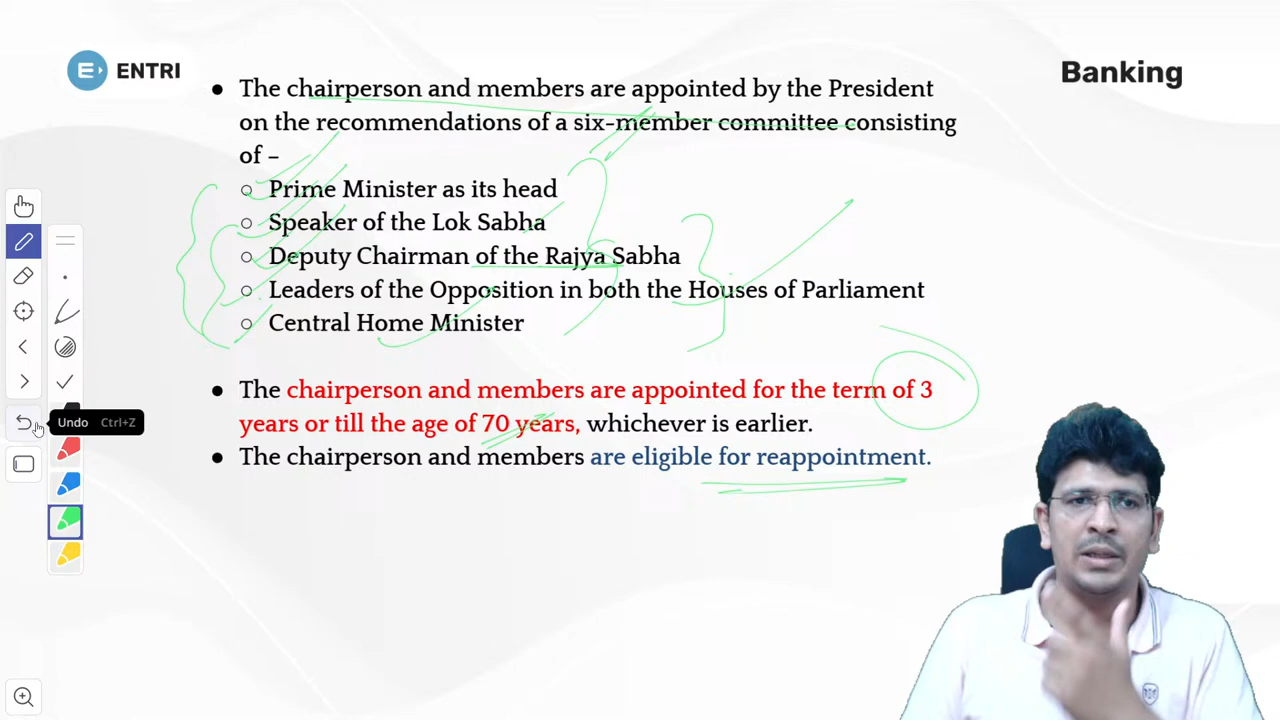 ENTRI
Banking
● The chairperson and members are appointed by the President
on the recommendations of a six-member committee consisting
of –
○ Prime Minister as its head
○ Speaker of the Lok Sabha
○ Deputy Chairman of the Rajya Sabha
○ Leaders of the Opposition in both the Houses of Parliament
○ Central Home Minister
● The chairperson and members are appointed for the term of 3
years or till the age of 70 years, whichever is earlier.
● The chairperson and members are eligible for reappointment.
Undo Ctrl+Z